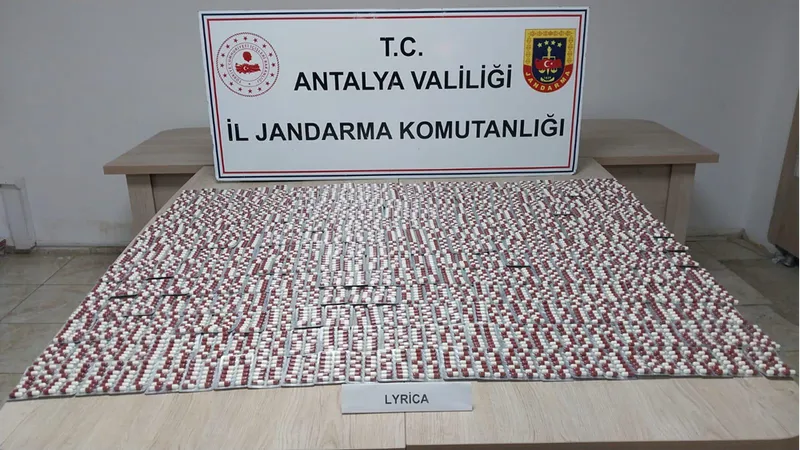 T.C.
ANTALYA VALİLİĞİ
İL JANDARMA KOMUTANLIĞI
JANDARMA
LYRİCA